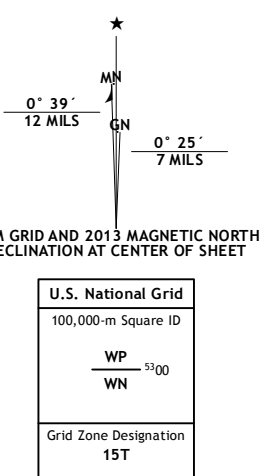 MN
0° 39´
12 MILS
GN
0° 25´
7 MILS
M GRID AND 2013 MAGNETIC NORTH
ECLINATION AT CENTER OF SHEET
U.S. National Grid
100,000-m Square ID
WP
5300
WN
Grid Zone Designation
15T